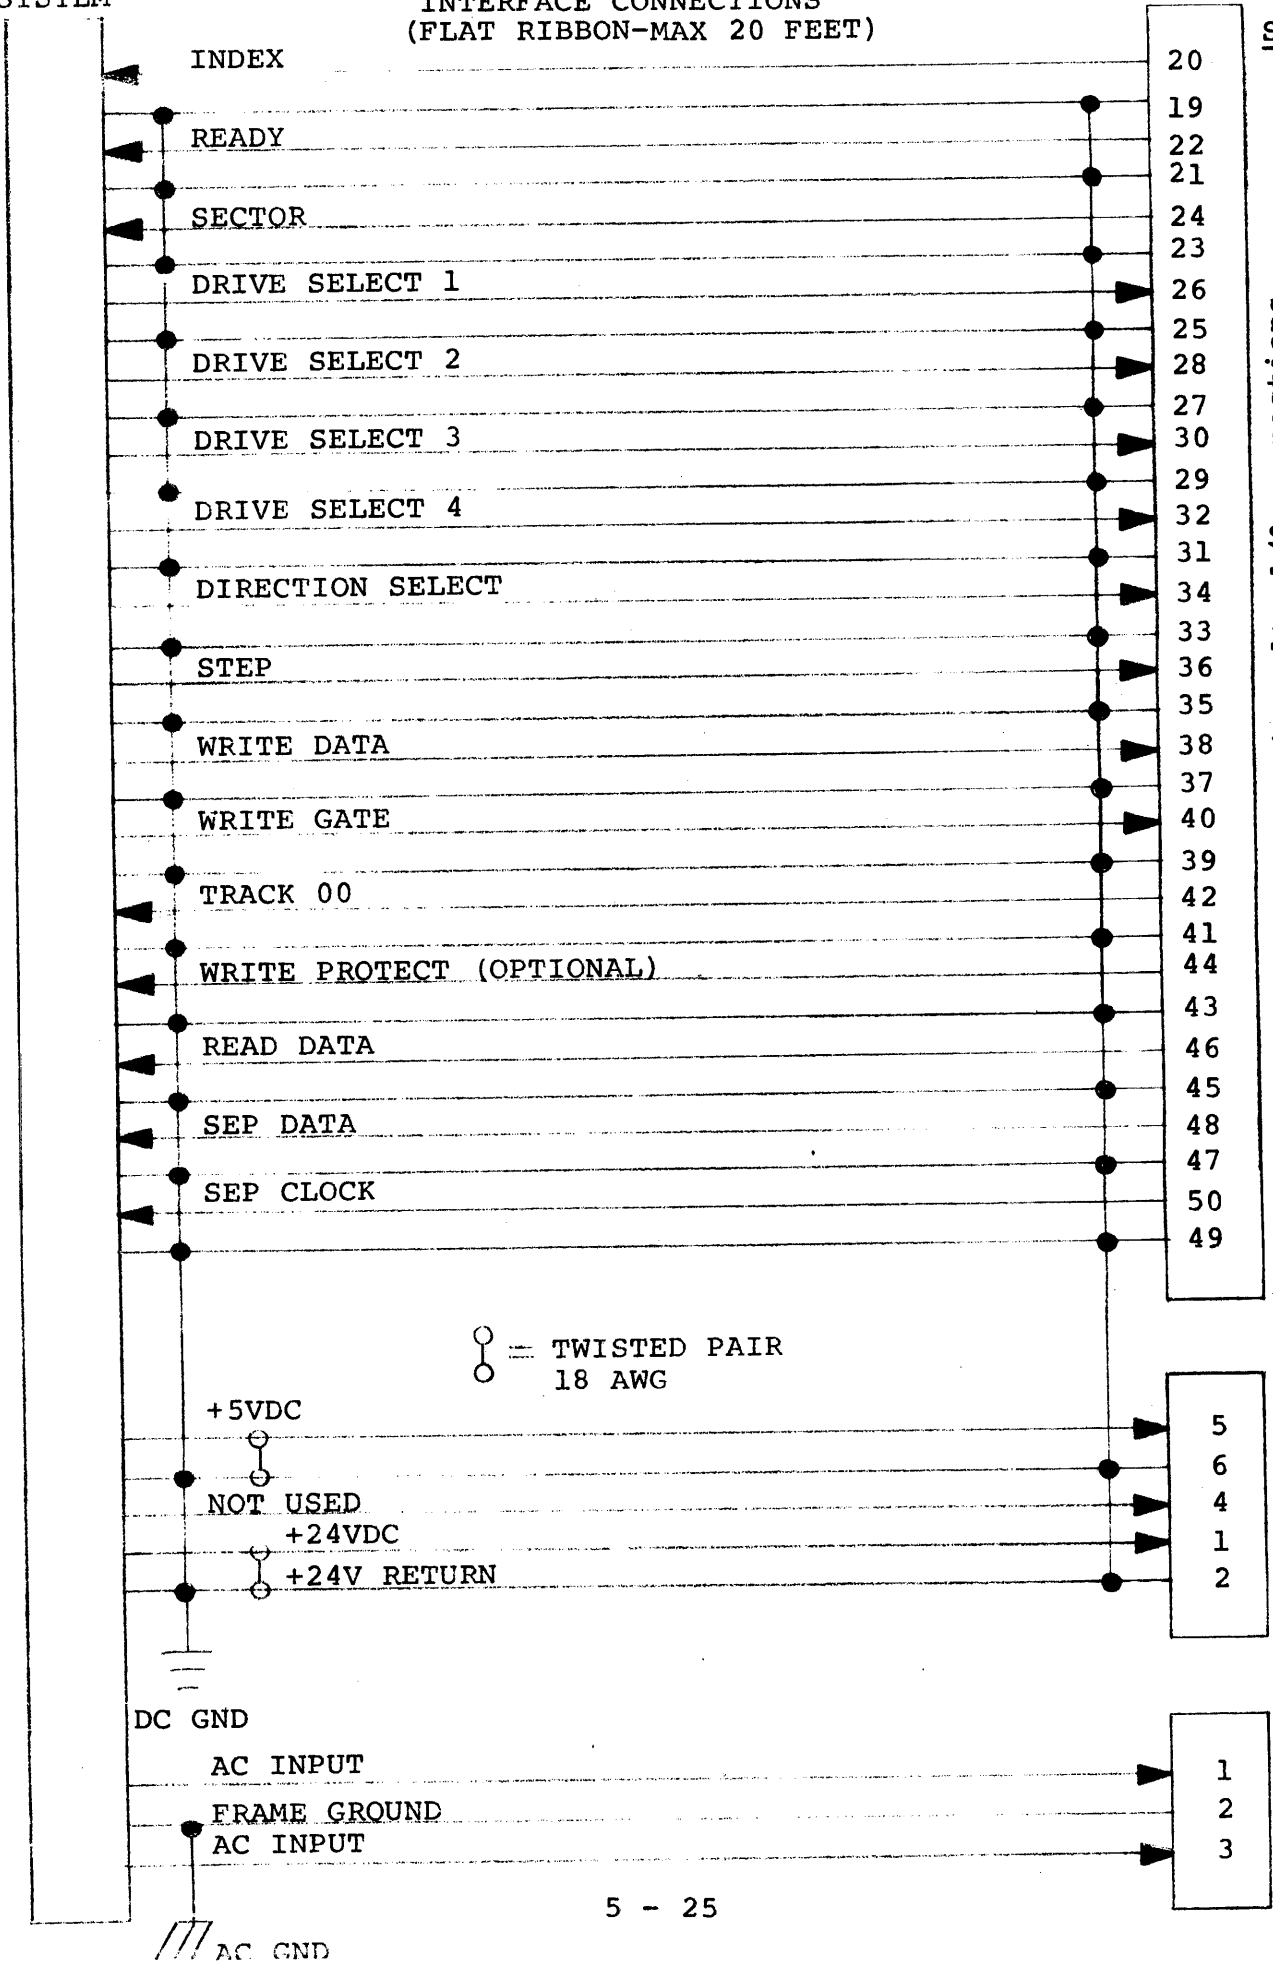 SYSTEM
INTERFACE CONNECTIONS
(FLAT RIBBON-MAX 20 FEET)
INDEX 20
19
READY 22
21
SECTOR 24
23
DRIVE SELECT 1 26
25
DRIVE SELECT 2 28
27
DRIVE SELECT 3 30
29
DRIVE SELECT 4 32
31
DIRECTION SELECT 34
33
STEP 36
35
WRITE DATA 38
37
WRITE GATE 40
39
TRACK 00 42
41
WRITE PROTECT (OPTIONAL) 44
43
READ DATA 46
45
SEP DATA 48
47
SEP CLOCK 50
49
= TWISTED PAIR
18 AWG
+5VDC 5
6
NOT USED 4
+24VDC 1
+24V RETURN 2
DC GND
AC INPUT 1
FRAME GROUND 2
AC INPUT 3
5 - 25
AC GND